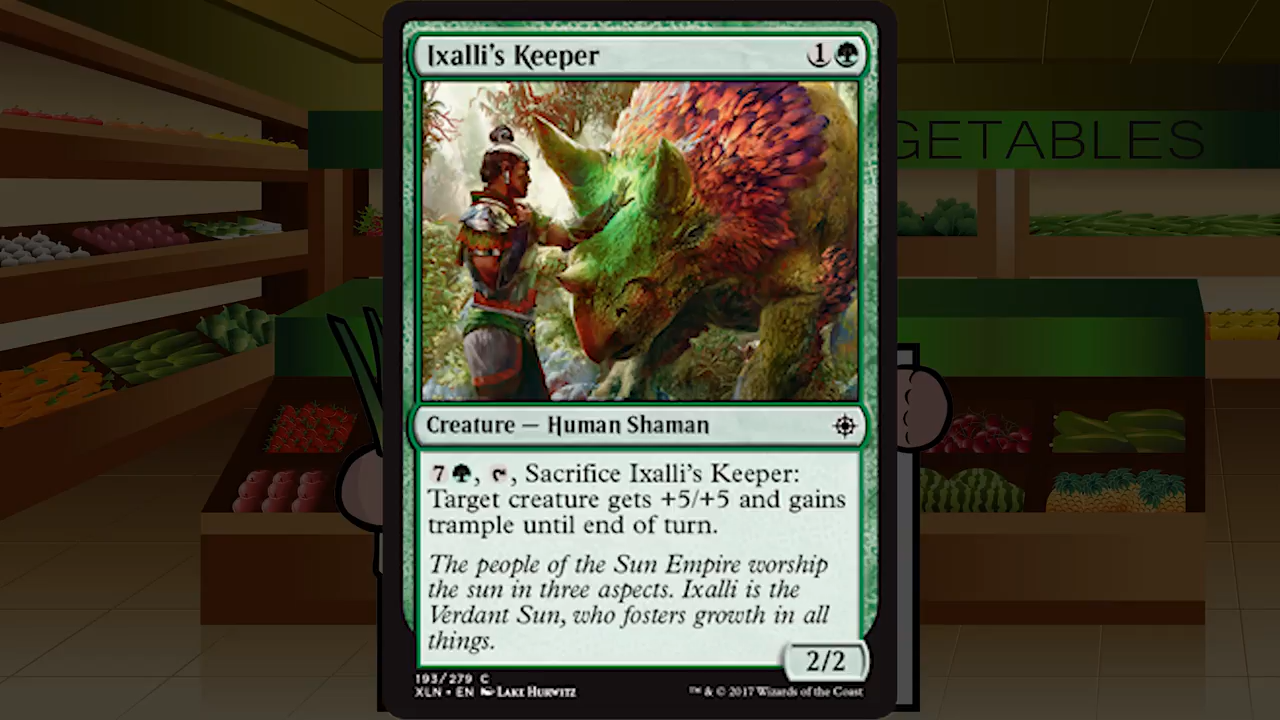 Ixalli's Keeper 1
GETABLES
Creature — Human Shaman
7 , , Sacrifice Ixalli's Keeper:
Target creature gets +5/+5 and gains
trample until end of turn.
The people of the Sun Empire worship
the sun in three aspects. Ixalli is the
Verdant Sun, who fosters growth in all
things.
2/2
193/279 C
XLN • EN Lake Hurwitz
™ & © 2017 Wizards of the Coast